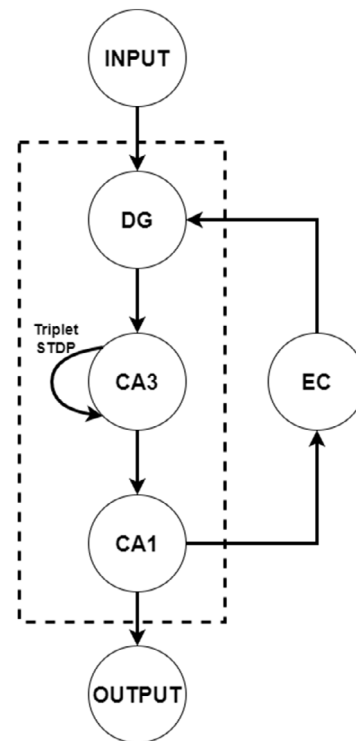 INPUT
DG
Triplet
STDP
CA3
EC
CA1
OUTPUT